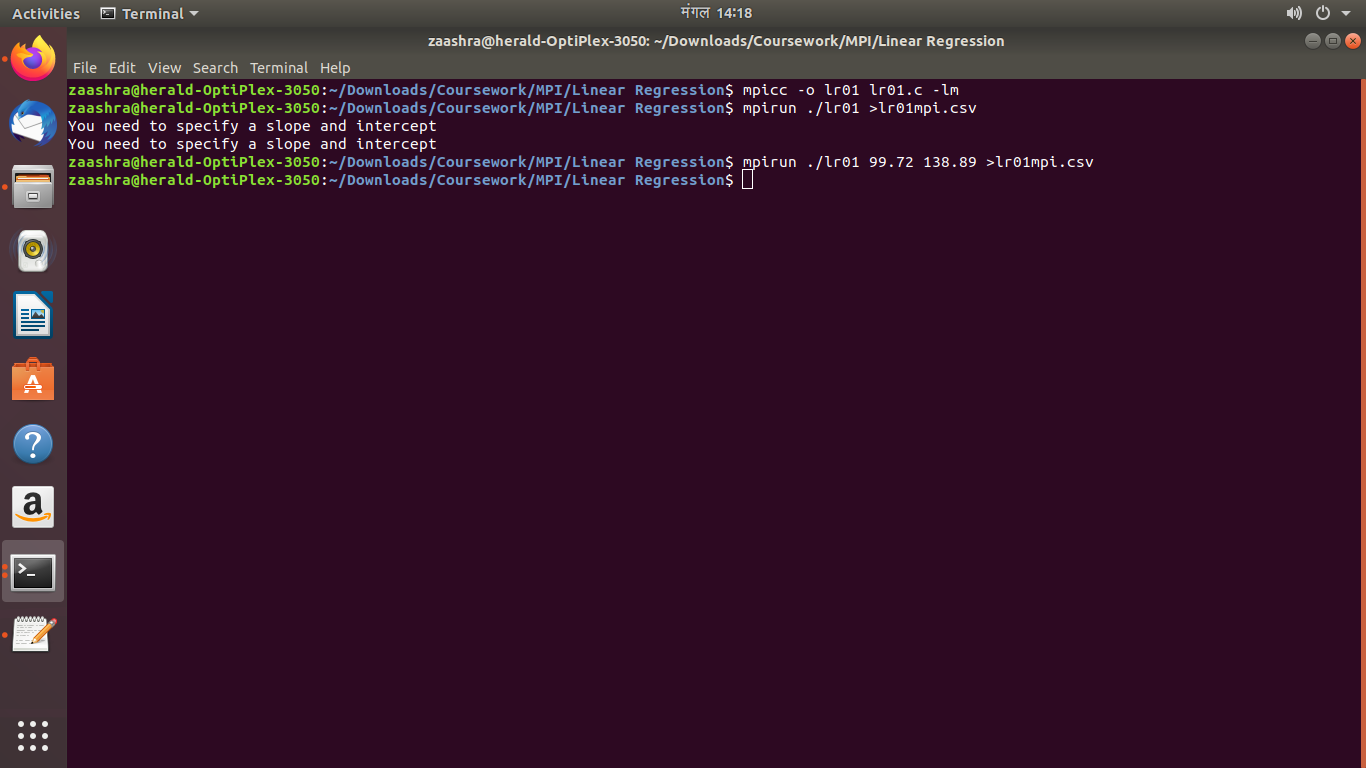 Activities Terminal मंगल 14:18
zaashra@herald-OptiPlex-3050: ~/Downloads/Coursework/MPI/Linear Regression
File Edit View Search Terminal Help
zaashra@herald-OptiPlex-3050:~/Downloads/Coursework/MPI/Linear Regression$ mpicc -o lr01 lr01.c -lm
zaashra@herald-OptiPlex-3050:~/Downloads/Coursework/MPI/Linear Regression$ mpirun ./lr01 >lr01mpi.csv
You need to specify a slope and intercept
You need to specify a slope and intercept
zaashra@herald-OptiPlex-3050:~/Downloads/Coursework/MPI/Linear Regression$ mpirun ./lr01 99.72 138.89 >lr01mpi.csv
zaashra@herald-OptiPlex-3050:~/Downloads/Coursework/MPI/Linear Regression$